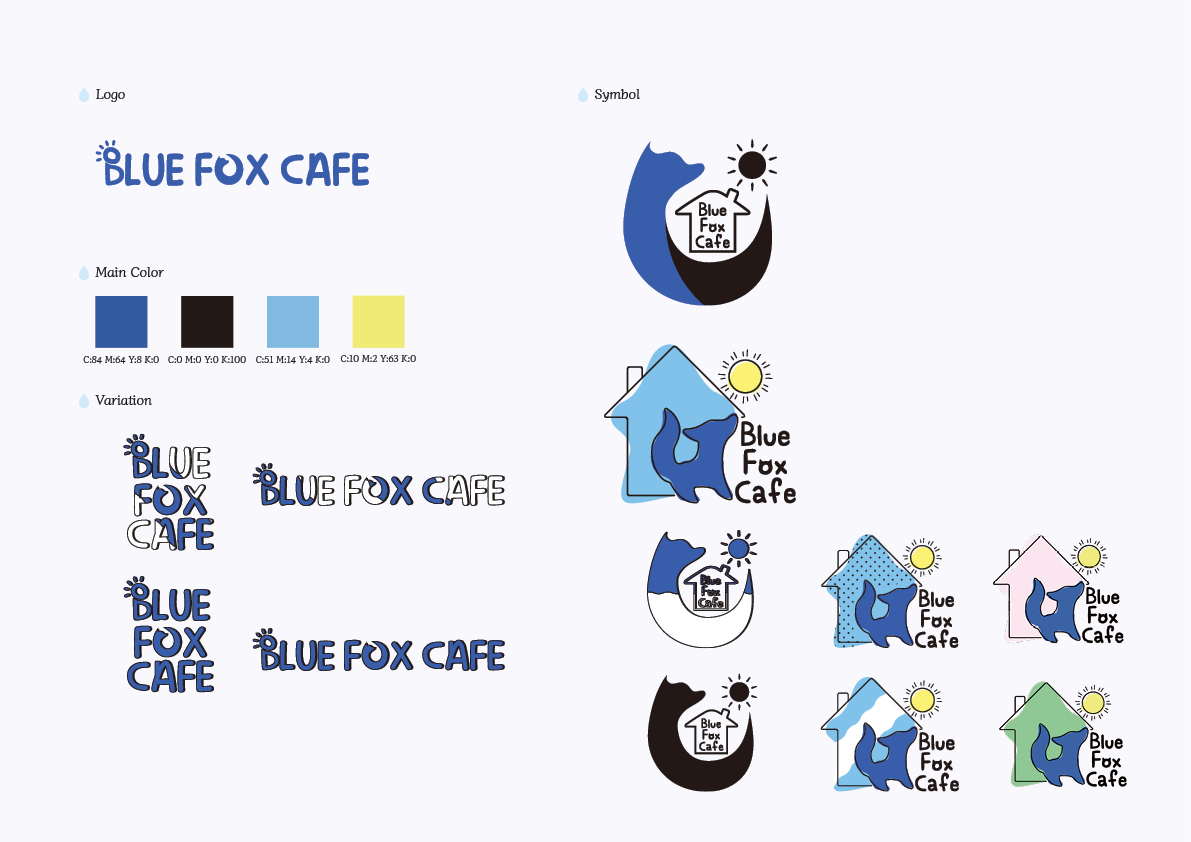 Logo
BLUE FOX CAFE
Main Color
C:84 M:64 Y:8 K:0
C:0 M:0 Y:0 K:100
C:51 M:14 Y:4 K:0
C:10 M:2 Y:63 K:0
Variation
BLUE
FOX
CAFE
BLUE FOX CAFE
BLUE
FOX
CAFE
BLUE FOX CAFE
Symbol
Blue
Fox
Cafe
Blue
Fox
Cafe
Blue
Fox
Cafe
Blue
Fox
Cafe
Blue
Fox
Cafe
Blue
Fox
Cafe
Blue
Fox
Cafe
Blue
Fox
Cafe